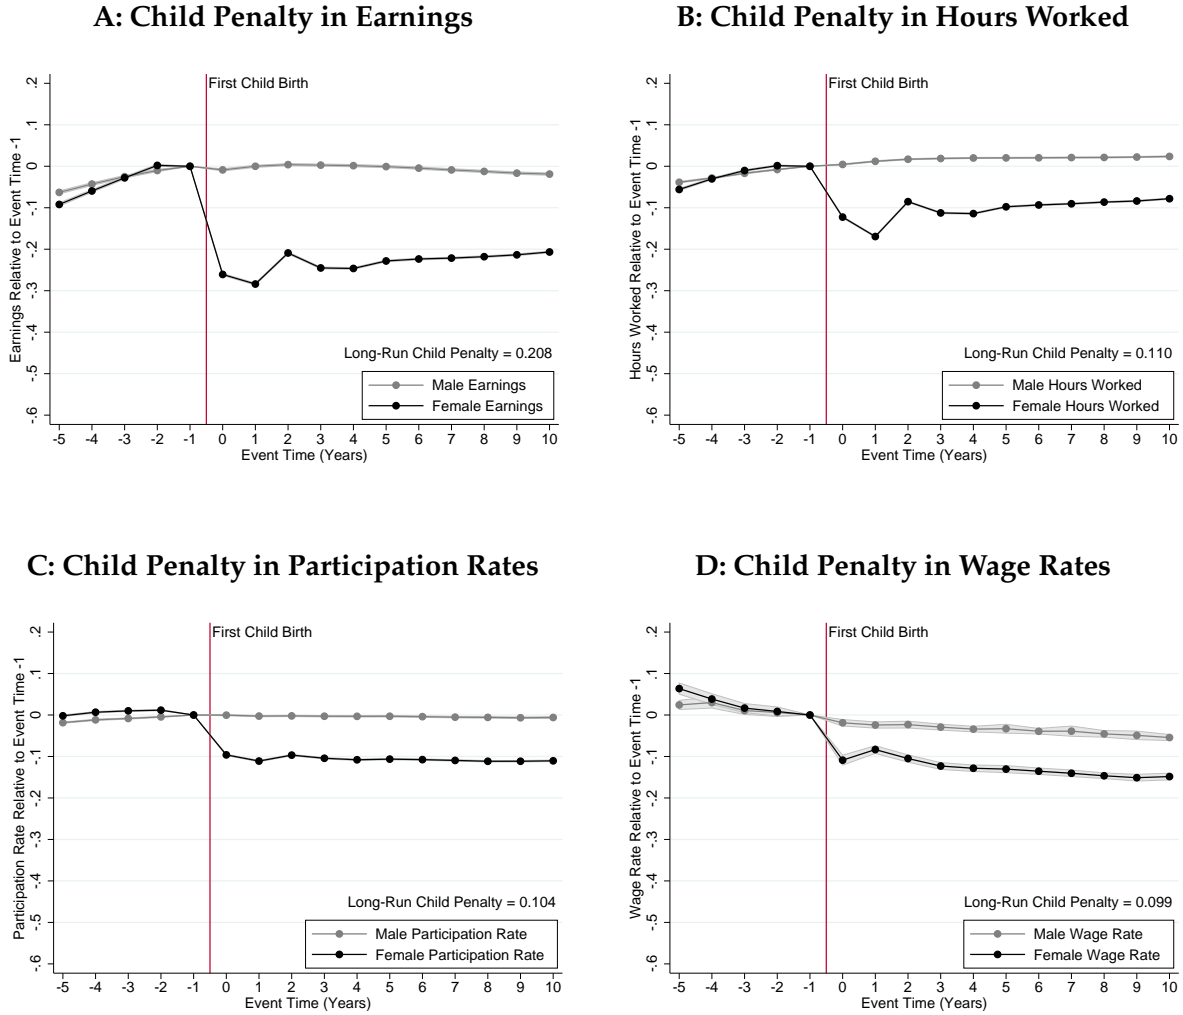 A: Child Penalty in Earnings
Earnings Relative to Event Time -1
.2
.1
0
-.1
-.2
-.3
-.4
-.5
-.6
First Child Birth
Long-Run Child Penalty = 0.208
Male Earnings
Female Earnings
-5 -4 -3 -2 -1 0 1 2 3 4 5 6 7 8 9 10
Event Time (Years)
B: Child Penalty in Hours Worked
Hours Worked Relative to Event Time -1
.2
.1
0
-.1
-.2
-.3
-.4
-.5
-.6
First Child Birth
Long-Run Child Penalty = 0.110
Male Hours Worked
Female Hours Worked
-5 -4 -3 -2 -1 0 1 2 3 4 5 6 7 8 9 10
Event Time (Years)
C: Child Penalty in Participation Rates
Participation Rate Relative to Event Time -1
.2
.1
0
-.1
-.2
-.3
-.4
-.5
-.6
First Child Birth
Long-Run Child Penalty = 0.104
Male Participation Rate
Female Participation Rate
-5 -4 -3 -2 -1 0 1 2 3 4 5 6 7 8 9 10
Event Time (Years)
D: Child Penalty in Wage Rates
Wage Rate Relative to Event Time -1
.2
.1
0
-.1
-.2
-.3
-.4
-.5
-.6
First Child Birth
Long-Run Child Penalty = 0.099
Male Wage Rate
Female Wage Rate
-5 -4 -3 -2 -1 0 1 2 3 4 5 6 7 8 9 10
Event Time (Years)